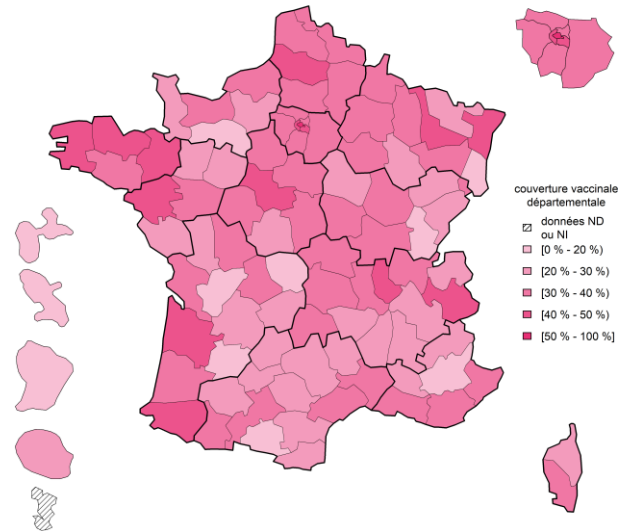 couverture vaccinale
départementale
données ND
ou NI
[0 % - 20 %)
[20 % - 30 %)
[30 % - 40 %)
[40 % - 50 %)
[50 % - 100 %]